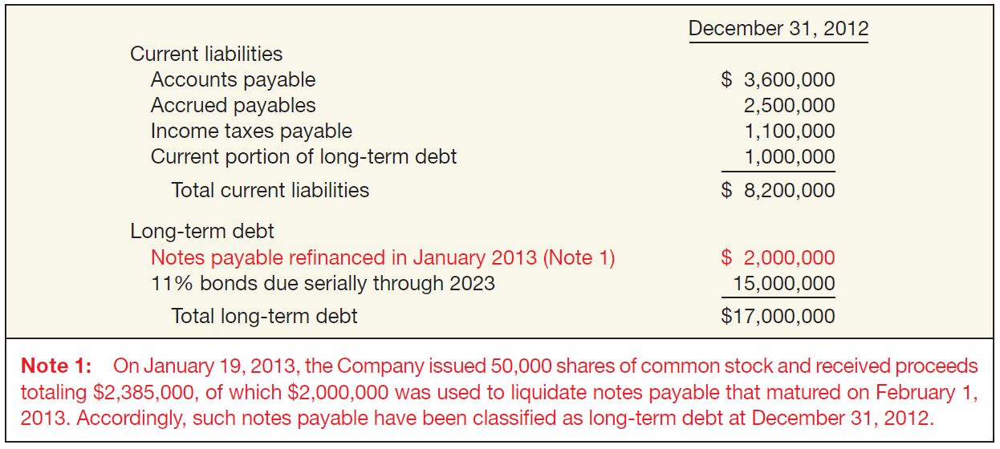 December 31, 2012
Current liabilities
Accounts payable $ 3,600,000
Accrued payables 2,500,000
Income taxes payable 1,100,000
Current portion of long-term debt 1,000,000
Total current liabilities $ 8,200,000
Long-term debt
Notes payable refinanced in January 2013 (Note 1) $ 2,000,000
11% bonds due serially through 2023 15,000,000
Total long-term debt $17,000,000
Note 1: On January 19, 2013, the Company issued 50,000 shares of common stock and received proceeds
totaling $2,385,000, of which $2,000,000 was used to liquidate notes payable that matured on February 1,
2013. Accordingly, such notes payable have been classified as long-term debt at December 31, 2012.